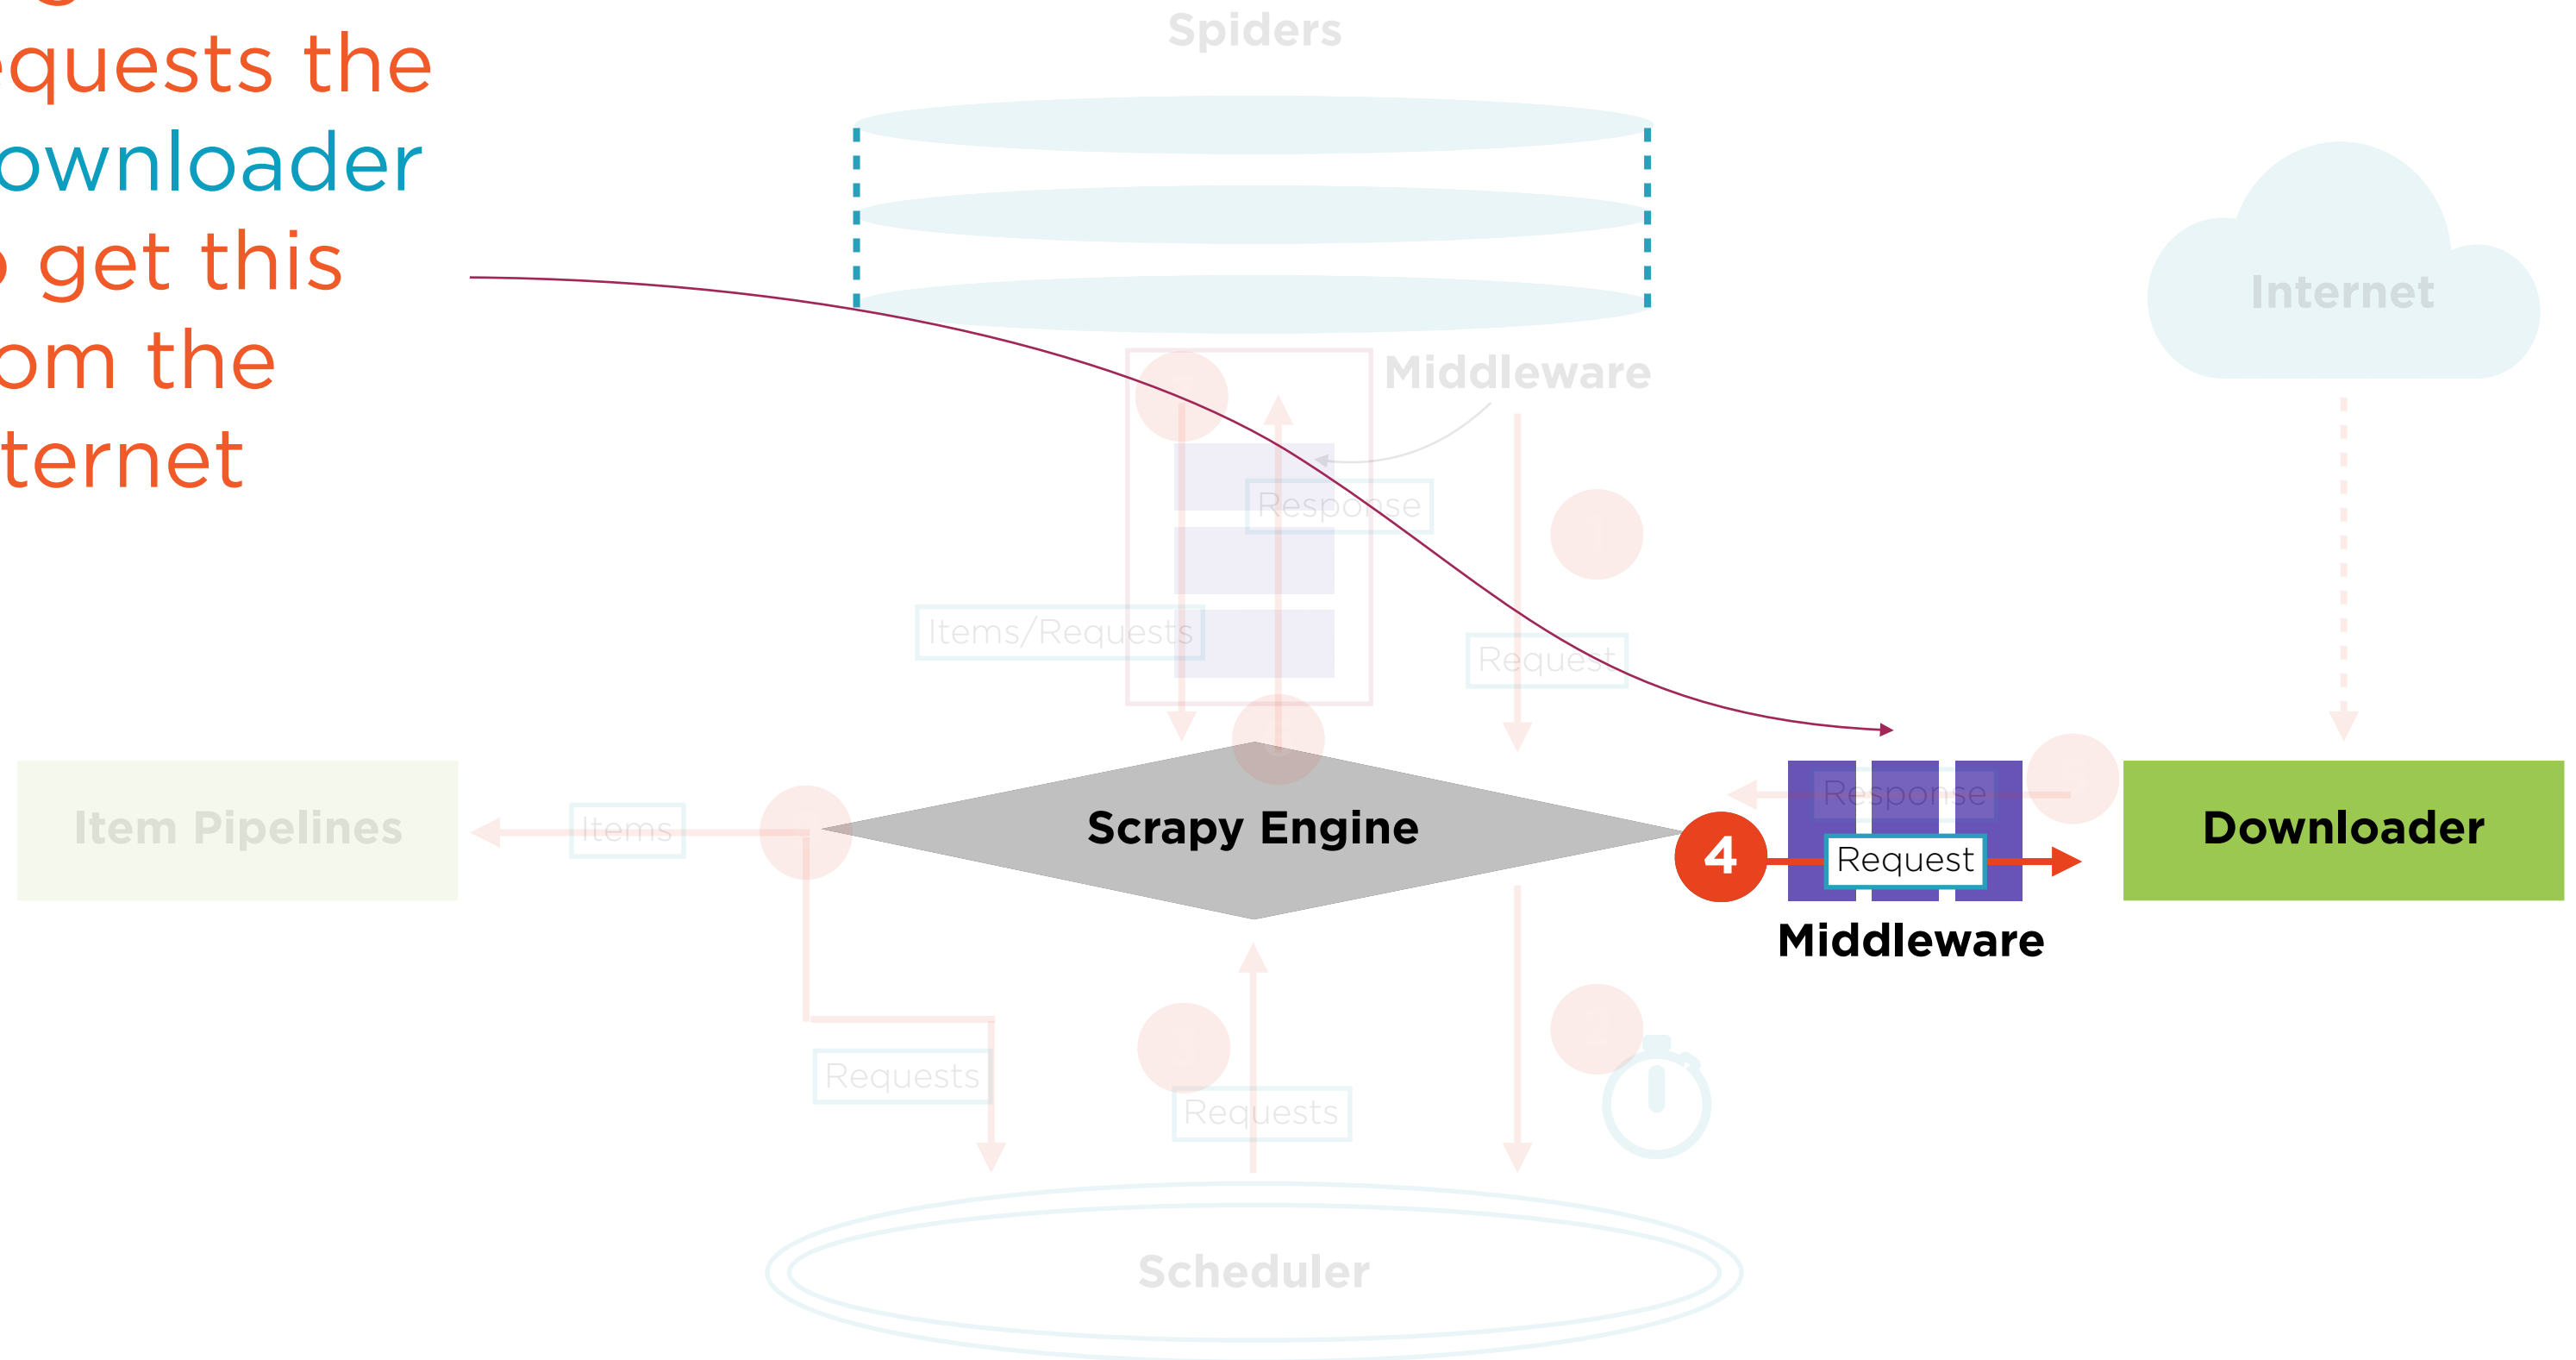 equests the
ownloader
o get this
om the
ternet
Spiders
Internet
Middleware
Response
Items/Requests
Request
Item Pipelines
Items
Scrapy Engine
Response
4
Request
Downloader
Middleware
Requests
Requests
Scheduler